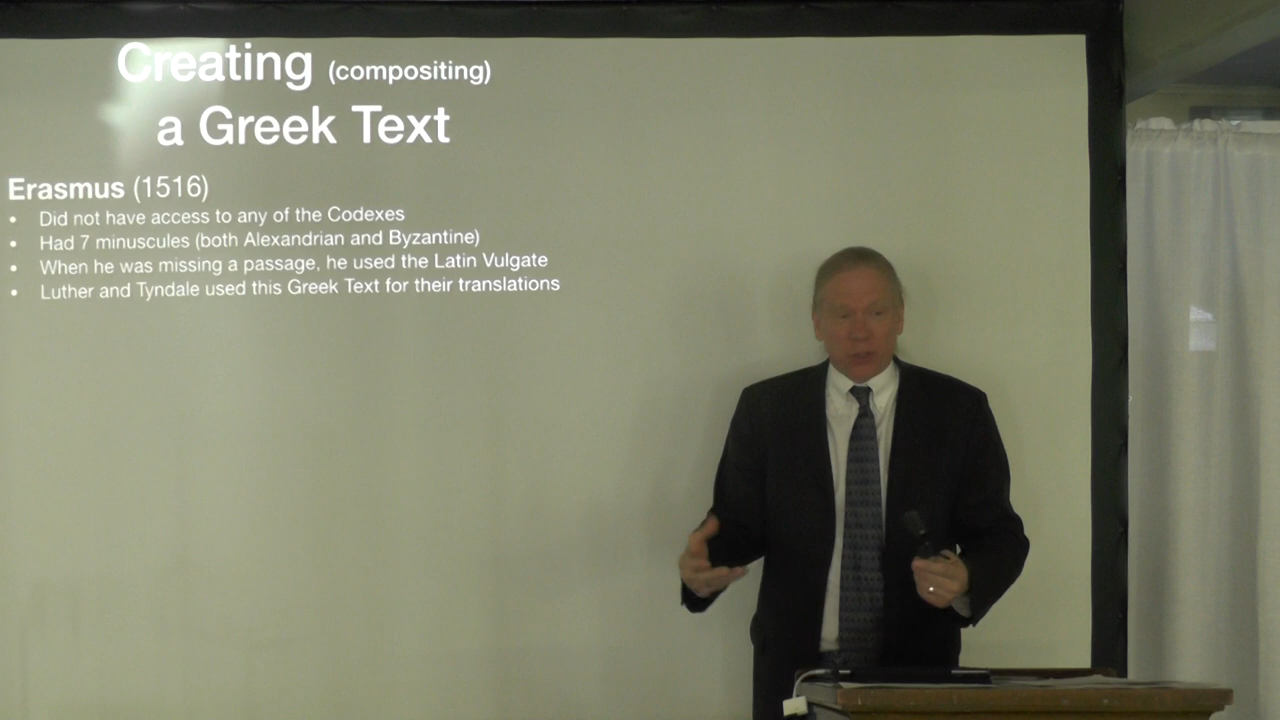 Creating (compositing)
a Greek Text
Erasmus (1516)
• Did not have access to any of the Codexes
• Had 7 minuscules (both Alexandrian and Byzantine)
• When he was missing a passage, he used the Latin Vulgate
• Luther and Tyndale used this Greek Text for their translations